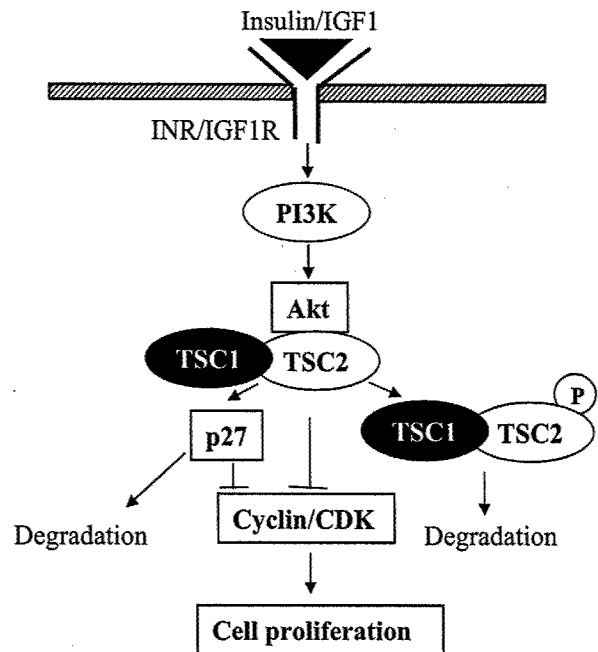 Insulin/IGF1
INR/IGF1R
PI3K
Akt
TSC1 TSC2
P
p27
TSC1 TSC2
Cyclin/CDK
Degradation
Degradation
Cell proliferation